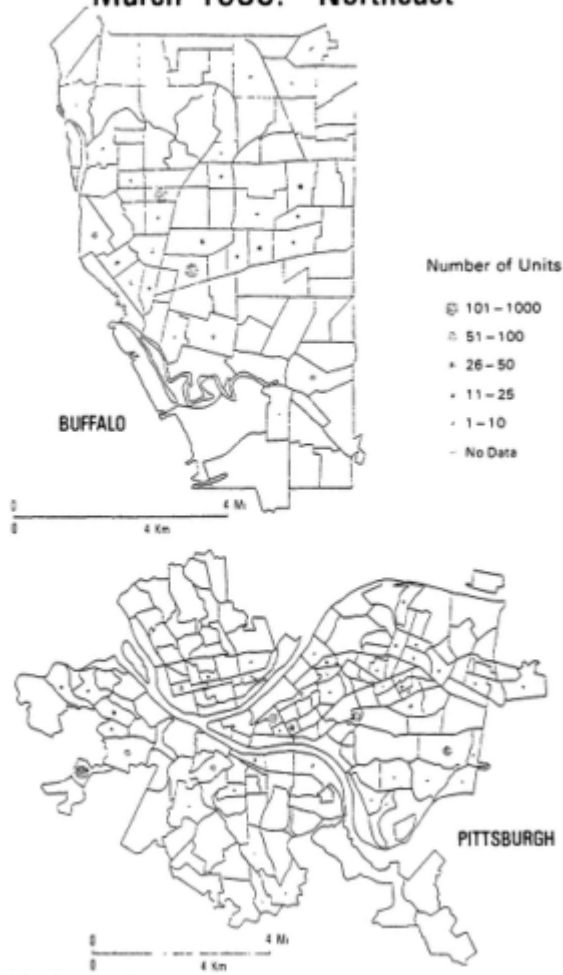 Northeast
Number of Units
101 – 1000
51 – 100
26 – 50
11 – 25
1 – 10
No Data
BUFFALO
0 4 Mi
0 4 Km
PITTSBURGH
0 4 Mi
0 4 Km